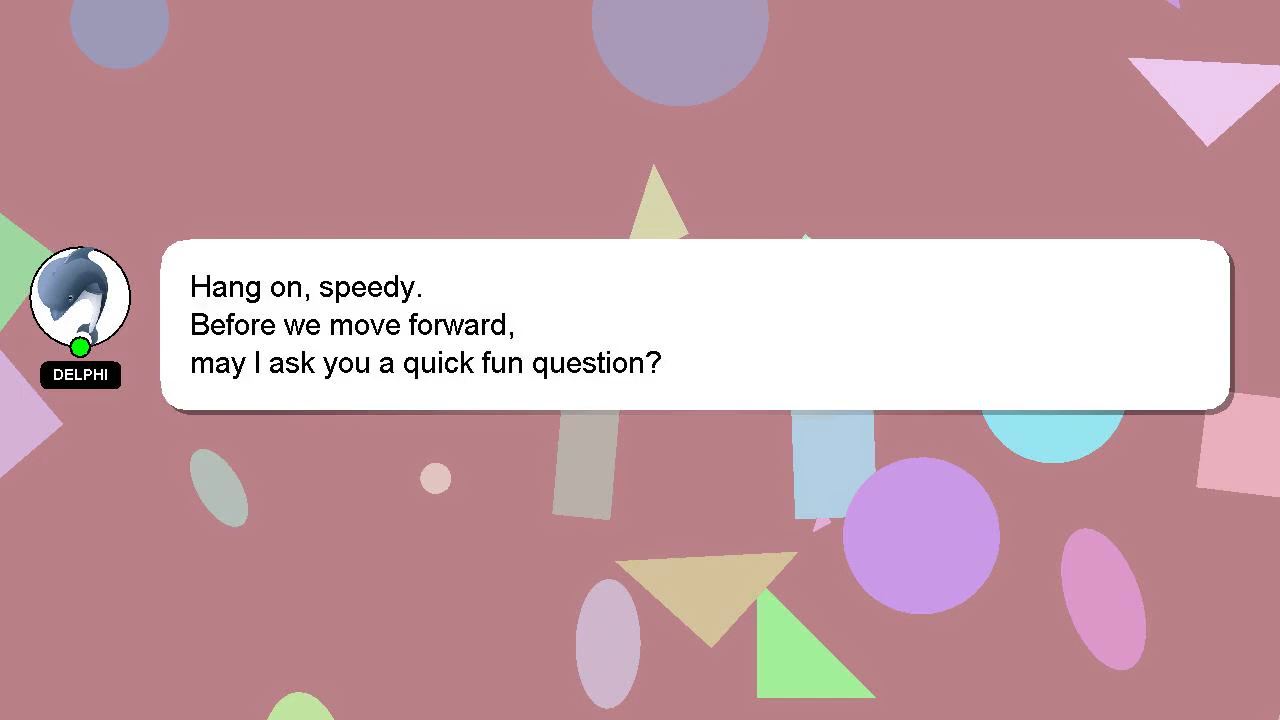 Hang on, speedy.
Before we move forward,
may I ask you a quick fun question?
DELPHI